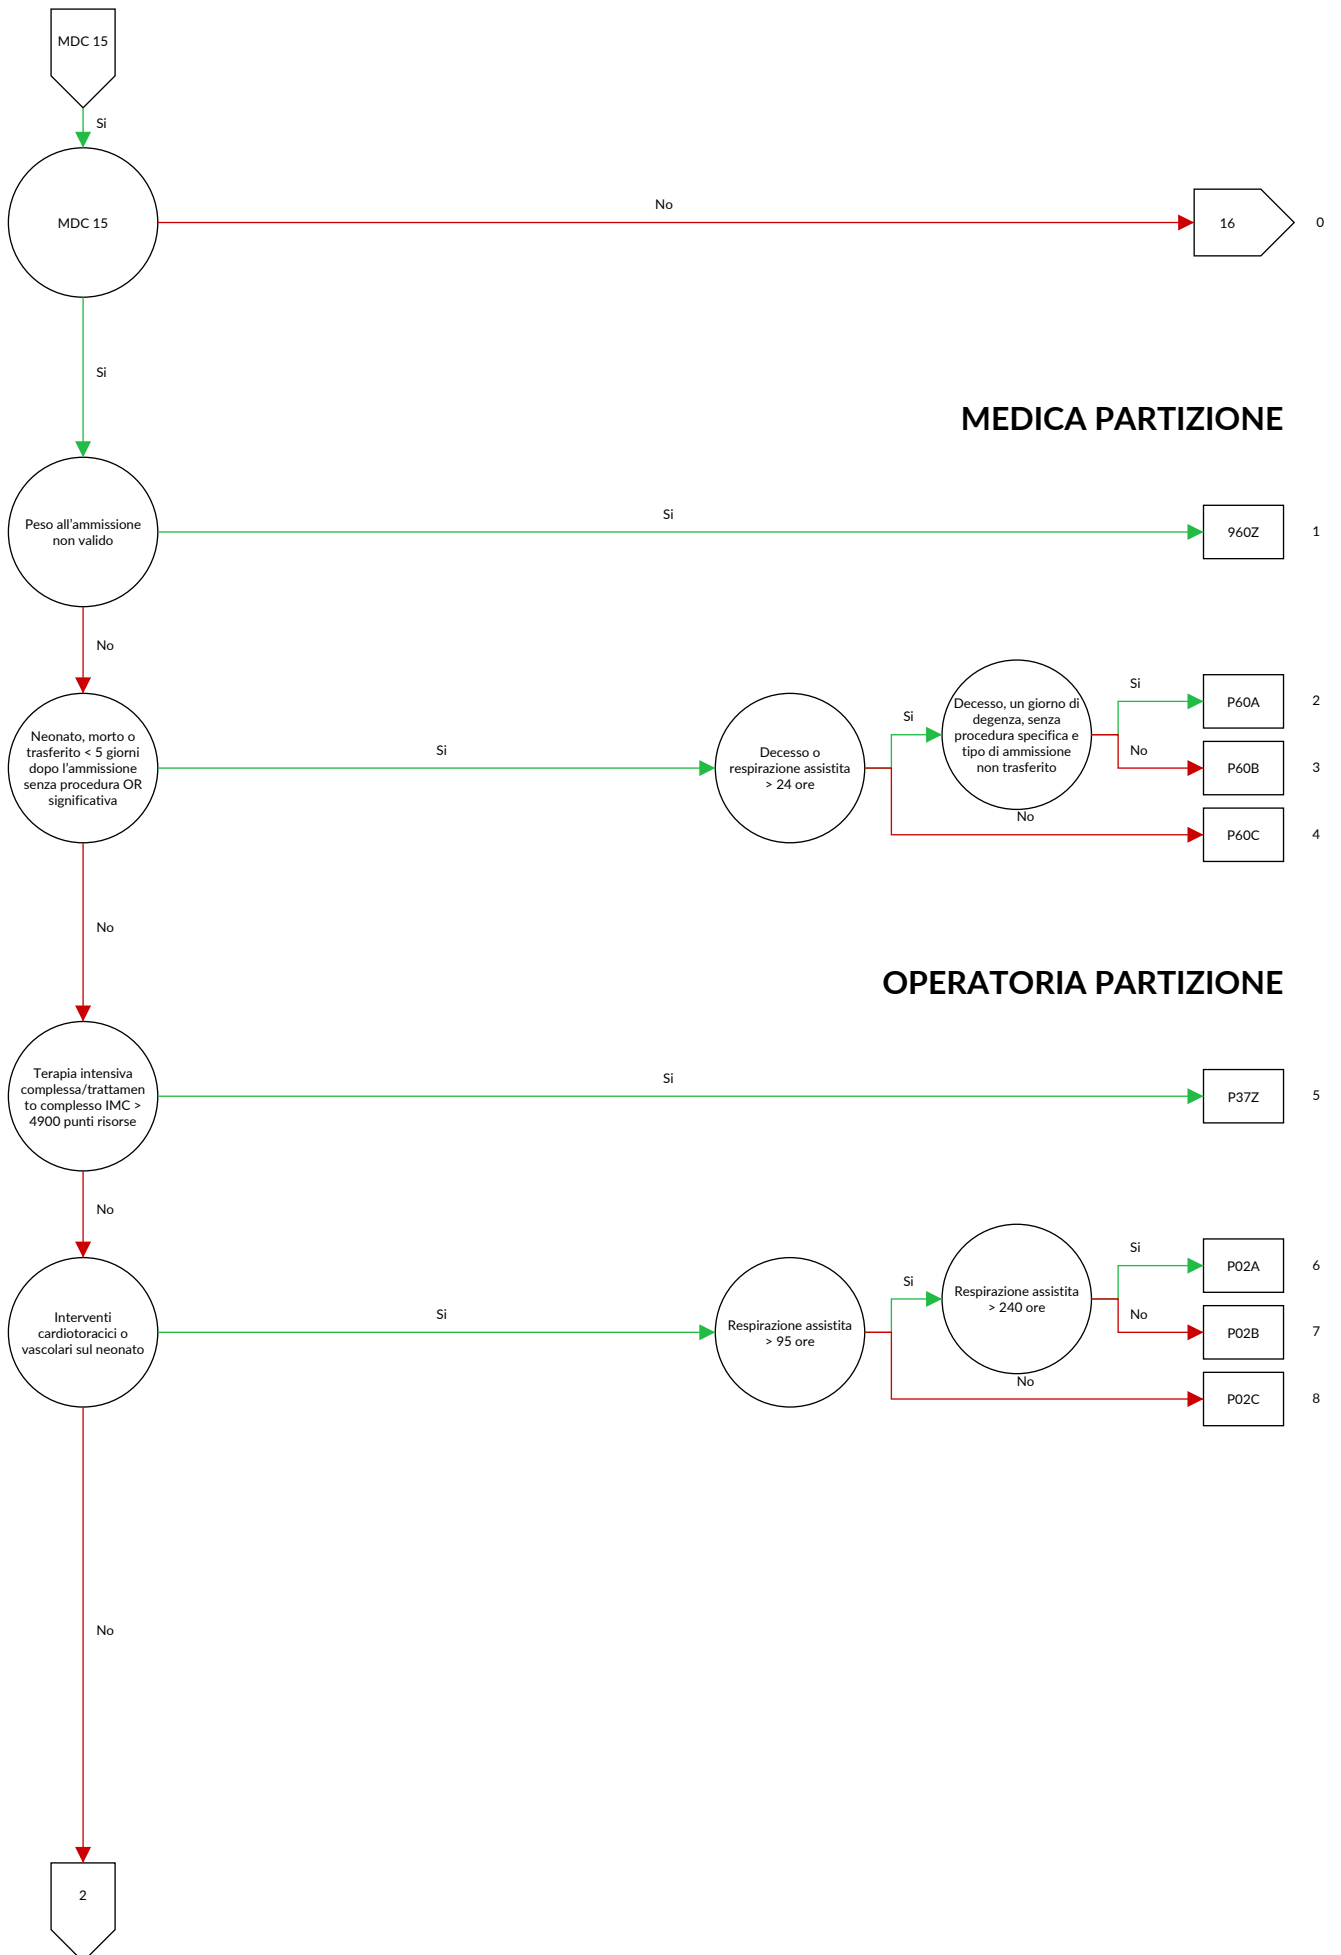 MDC 15
Si
MDC 15
No
16
0
Si
MEDICA PARTIZIONE
Peso all'ammissione
non valido
Si
960Z
1
No
Neonato, morto o
trasferito < 5 giorni
dopo l'ammissione
senza procedura OR
significativa
Si
Decesso o
respirazione assistita
> 24 ore
Si
Decesso, un giorno di
degenza, senza
procedura specifica e
tipo di ammissione
non trasferito
Si
P60A
2
No
P60B
3
No
P60C
4
No
OPERATORIA PARTIZIONE
Terapia intensiva
complessa/trattamen
to complesso IMC >
4900 punti risorse
Si
P37Z
5
No
Interventi
cardiotoracici o
vascolari sul neonato
Si
Respirazione assistita
> 95 ore
Si
Respirazione assistita
> 240 ore
Si
P02A
6
No
P02B
7
No
P02C
8
No
2